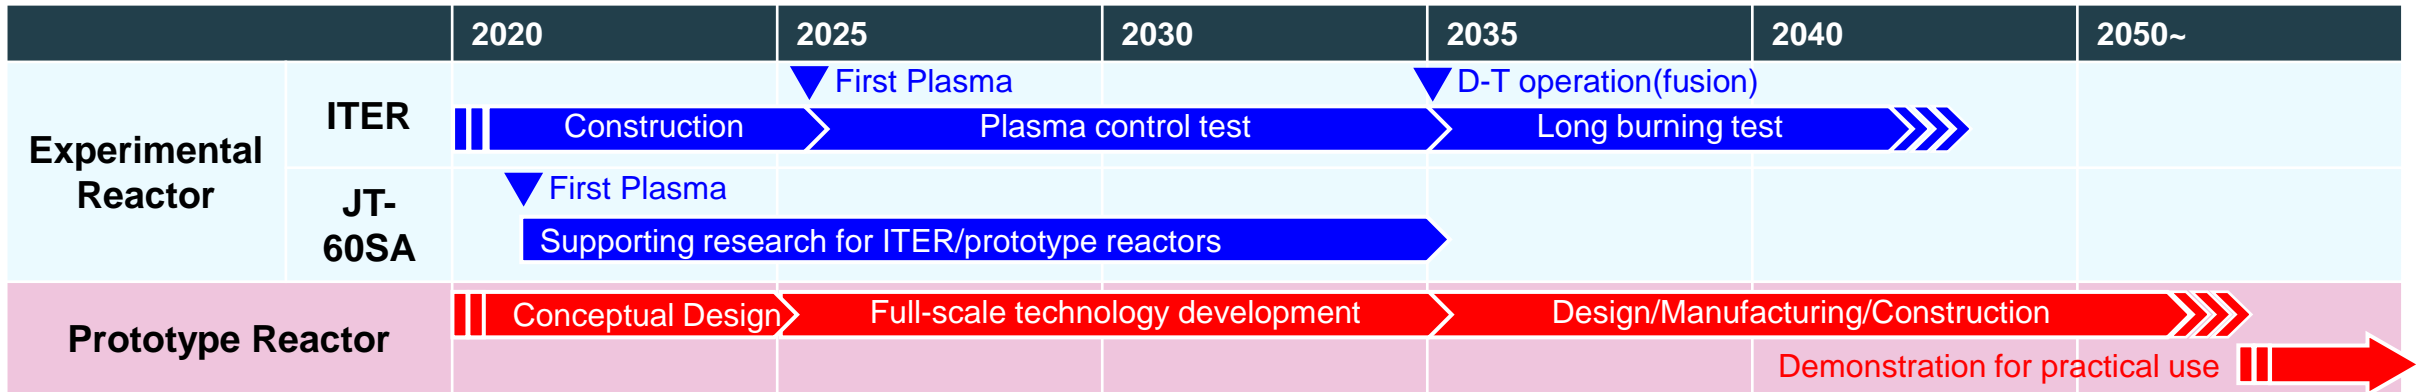 2020 2025 2030 2035 2040 2050~
Experimental
Reactor
ITER
First Plasma
D-T operation(fusion)
Construction
Plasma control test
Long burning test
JT-
60SA
First Plasma
Supporting research for ITER/prototype reactors
Prototype Reactor
Conceptual Design
Full-scale technology development
Design/Manufacturing/Construction
Demonstration for practical use